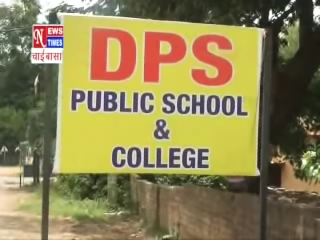 NEWS
TIMES
चाईबासा
DPS
PUBLIC SCHOOL
&
COLLEGE